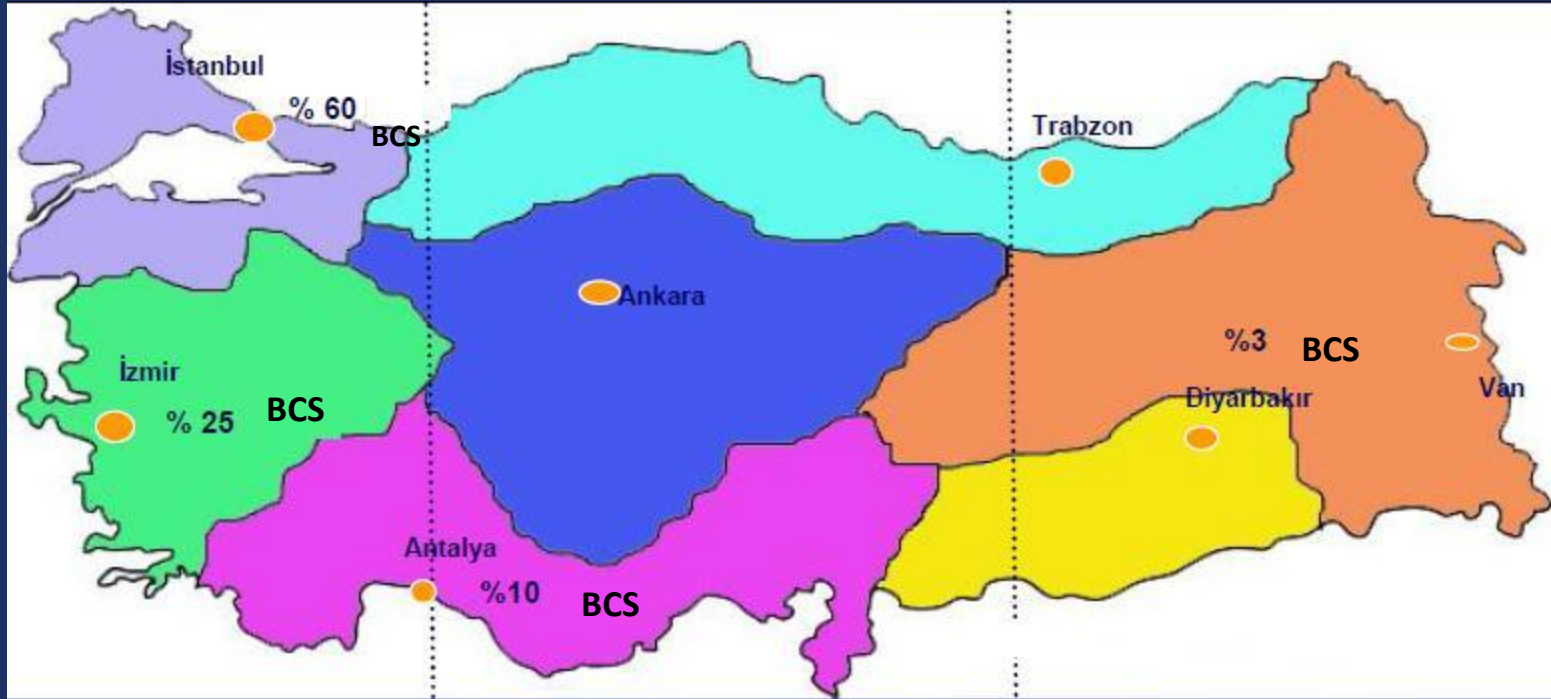 İstanbul
% 60
BCS
Trabzon
Ankara
%3 BCS
İzmir
Van
Diyarbakır
% 25 BCS
Antalya
%10 BCS